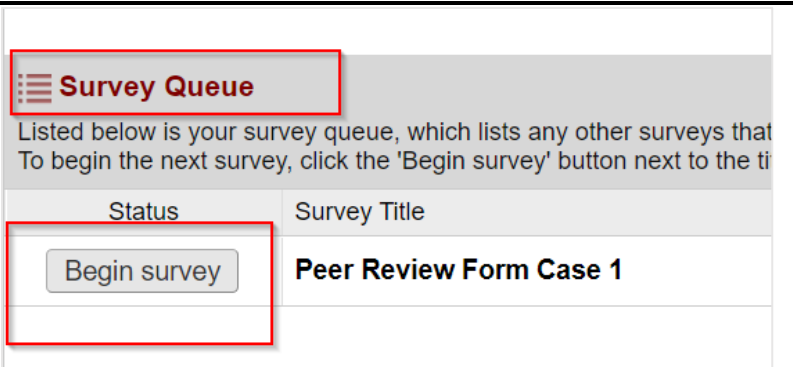 Survey Queue
Listed below is your survey queue, which lists any other surveys that
To begin the next survey, click the 'Begin survey' button next to the
Status Survey Title
Begin survey Peer Review Form Case 1